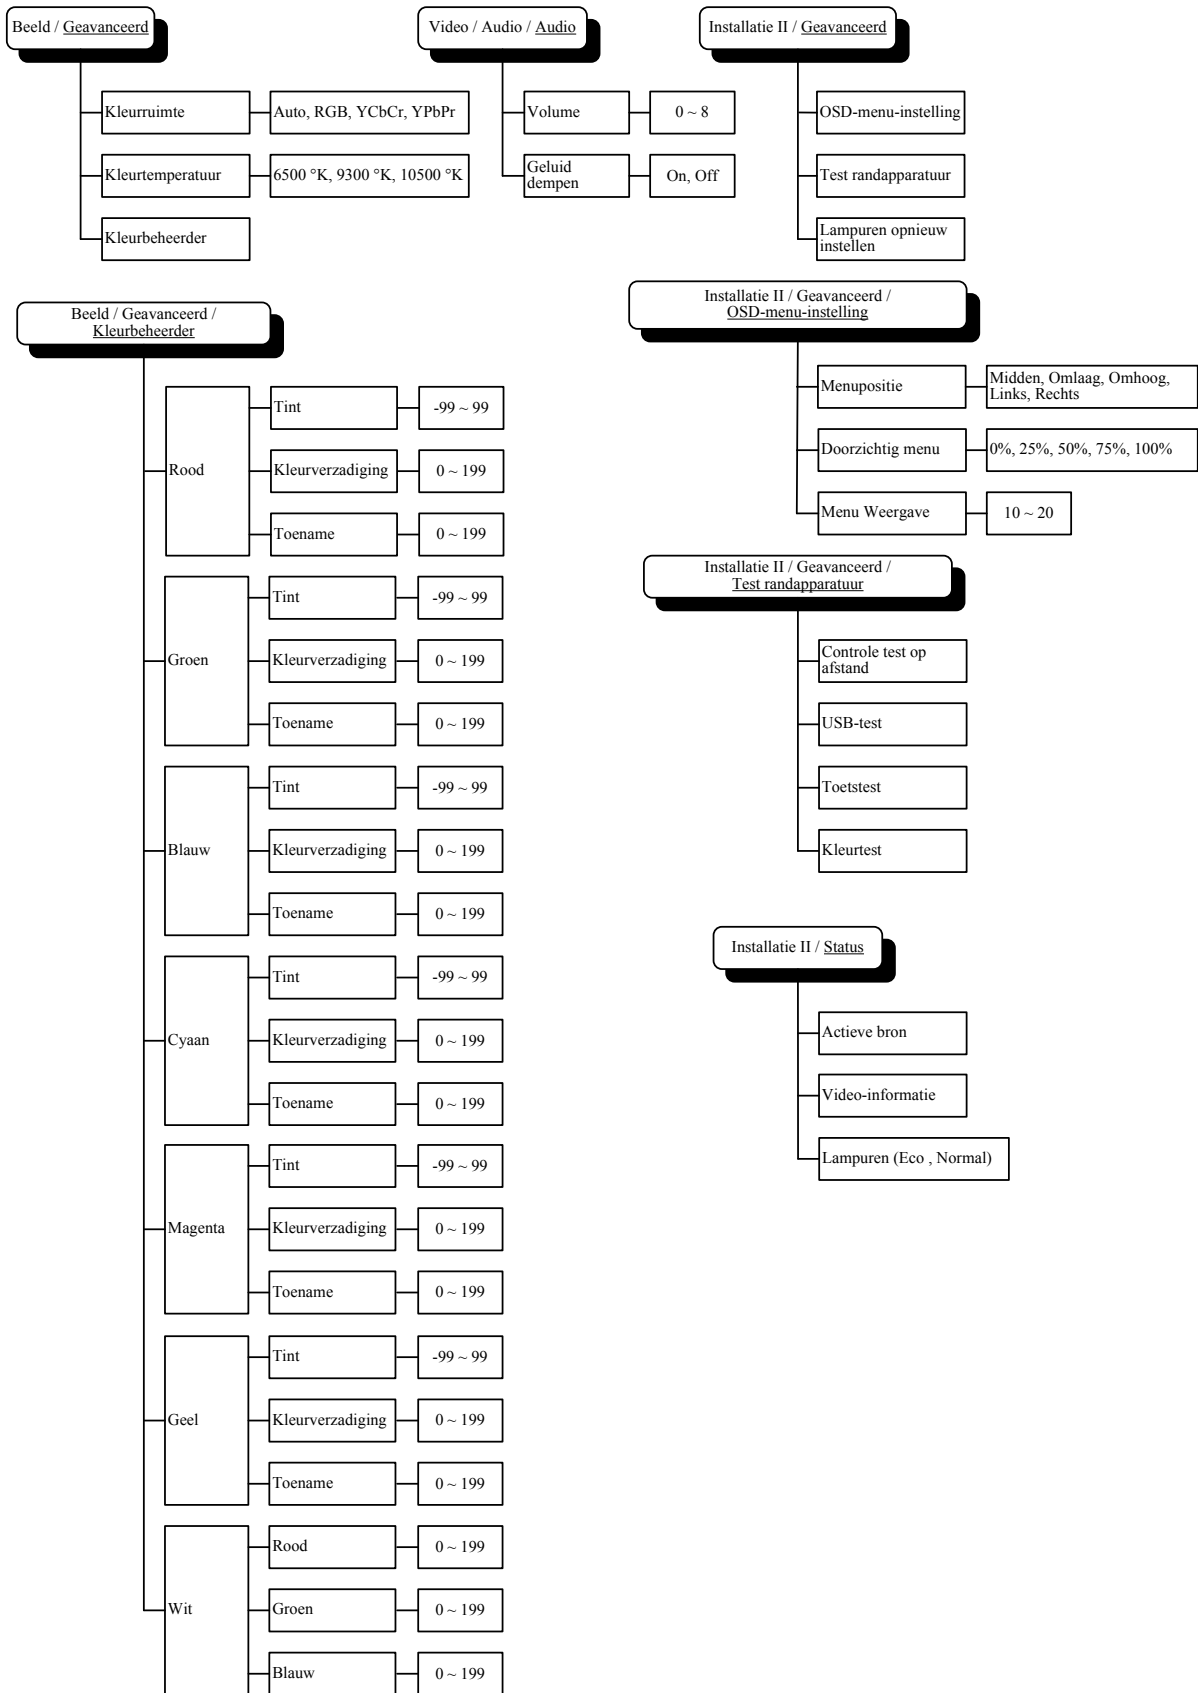 Beeld / Geavanceerd
Kleurruimte
Auto, RGB, YCbCr, YPbPr
Kleurtemperatuur
6500 °K, 9300 °K, 10500 °K
Kleurbeheerder
Video / Audio / Audio
Volume
0 ~ 8
Geluid
dempen
On, Off
Installatie II / Geavanceerd
OSD-menu-instelling
Test randapparatuur
Lampuren opnieuw
instellen
Beeld / Geavanceerd /
Kleurbeheerder
Rood
Tint
-99 ~ 99
Kleurverzadiging
0 ~ 199
Toename
0 ~ 199
Groen
Tint
-99 ~ 99
Kleurverzadiging
0 ~ 199
Toename
0 ~ 199
Blauw
Tint
-99 ~ 99
Kleurverzadiging
0 ~ 199
Toename
0 ~ 199
Cyaan
Tint
-99 ~ 99
Kleurverzadiging
0 ~ 199
Toename
0 ~ 199
Magenta
Tint
-99 ~ 99
Kleurverzadiging
0 ~ 199
Toename
0 ~ 199
Geel
Tint
-99 ~ 99
Kleurverzadiging
0 ~ 199
Toename
0 ~ 199
Wit
Rood
0 ~ 199
Groen
0 ~ 199
Blauw
0 ~ 199
Installatie II / Geavanceerd /
OSD-menu-instelling
Menupositie
Midden, Omlaag, Omhoog,
Links, Rechts
Doorzichtig menu
0%, 25%, 50%, 75%, 100%
Menu Weergave
10 ~ 20
Installatie II / Geavanceerd /
Test randapparatuur
Controle test op
afstand
USB-test
Toetstest
Kleurtest
Installatie II / Status
Actieve bron
Video-informatie
Lampuren (Eco , Normal)